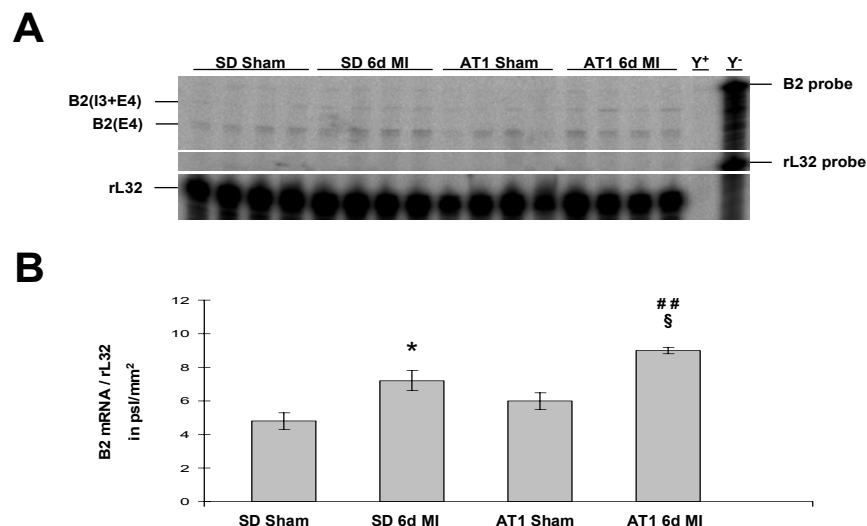 A
SD Sham SD 6d MI AT1 Sham AT1 6d MI Y⁺ Y⁻
B2 probe
B2(I3+E4)
B2(E4)
rL32 probe
rL32
B
B2 mRNA / rL32
in psl/mm²
12
10
8
6
4
2
0
*
##
§
SD Sham SD 6d MI AT1 Sham AT1 6d MI